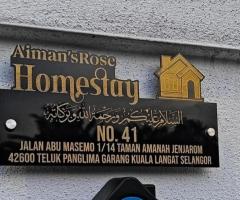 Aiman'sRose
Homestay
السلام عليكم ورحمة الله وبركاته
NO. 41
JALAN ABU MASEMO 1/14 TAMAN AMANAH JENJAROM
42600 TELUK PANGLIMA GARANG KUALA LANGAT SELANGOR